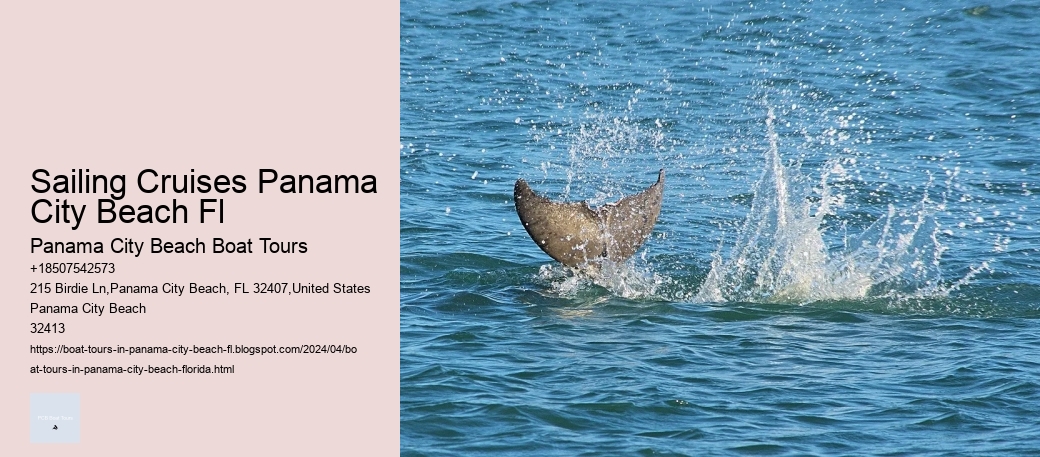 Sailing Cruises Panama
City Beach Fl
Panama City Beach Boat Tours
+18507542573
215 Birdie Ln,Panama City Beach, FL 32407,United States
Panama City Beach
32413
https://boat-tours-in-panama-city-beach-fl.blogspot.com/2024/04/bo
at-tours-in-panama-city-beach-florida.html